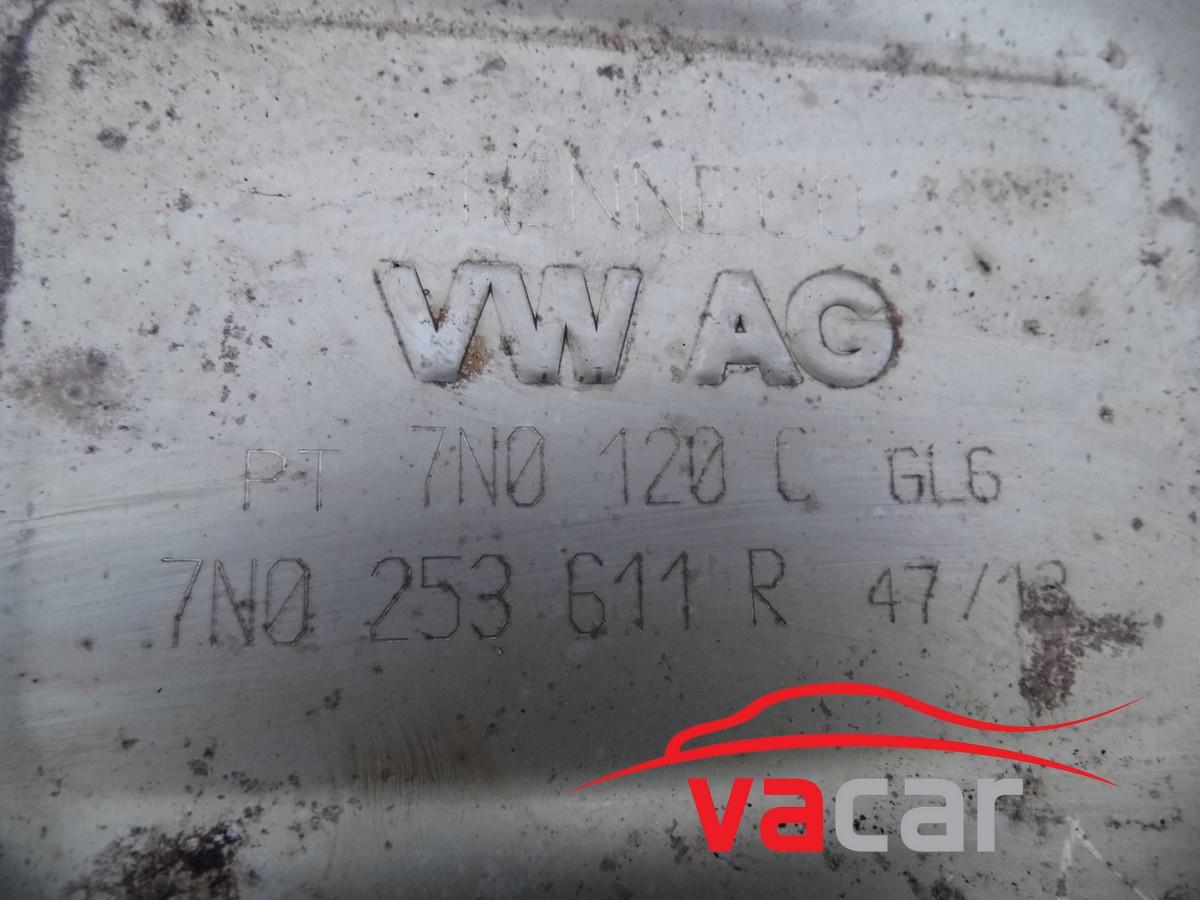 TENNECO
VW AG
PT 7N0 120 C GL6
7N0 253 611 R 47/13
vacar